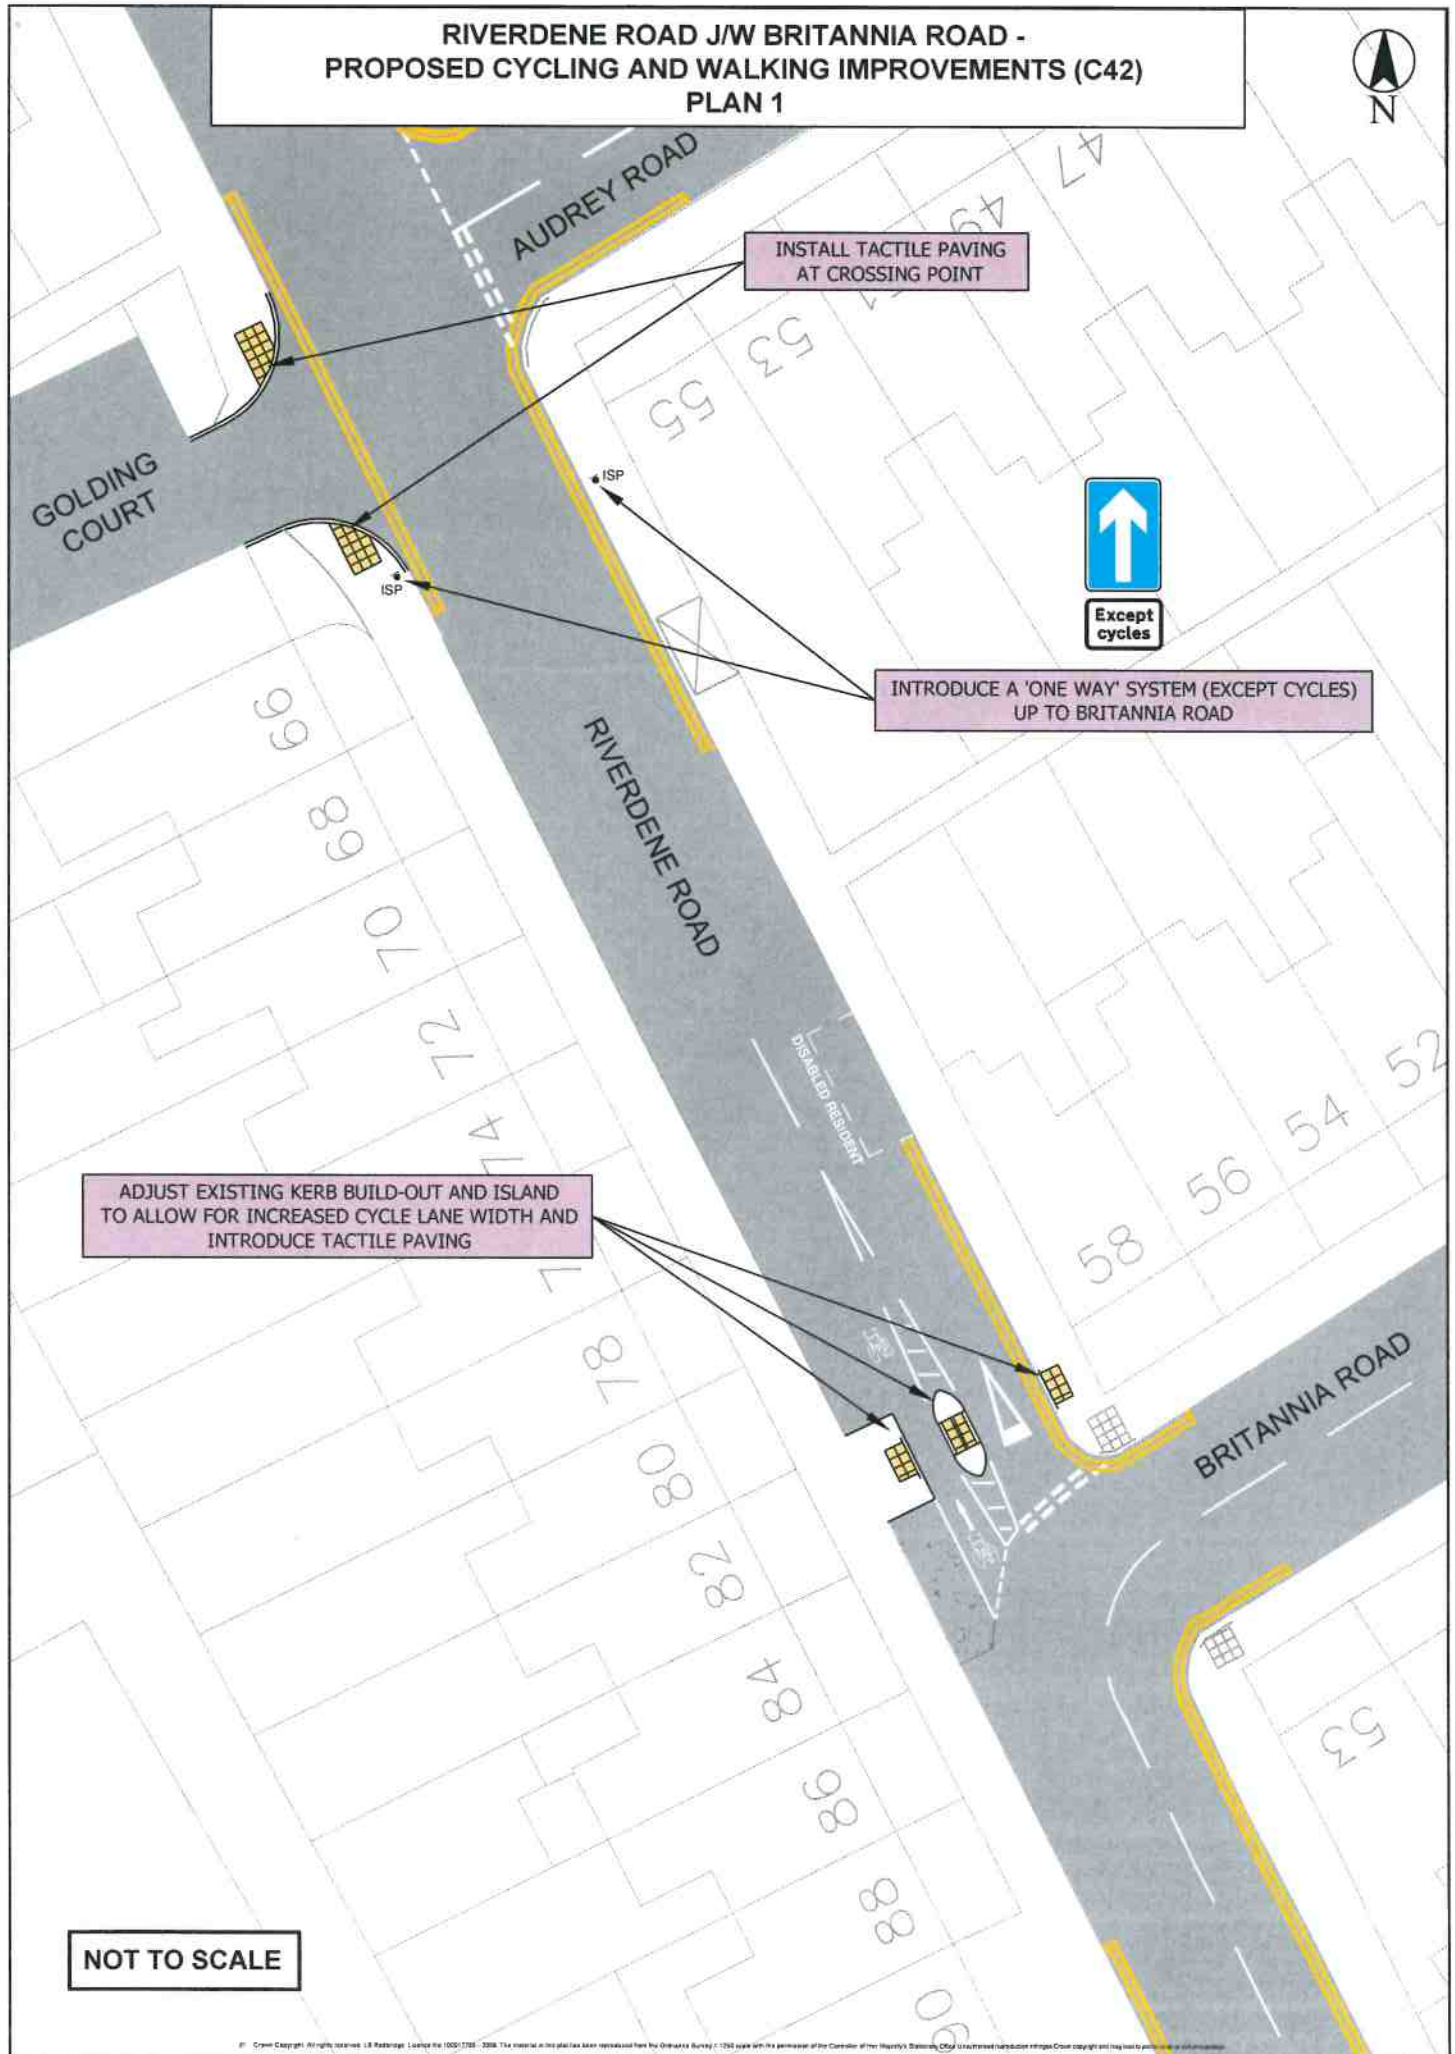 RIVERDENE ROAD J/W BRITANNIA ROAD -
PROPOSED CYCLING AND WALKING IMPROVEMENTS (C42)
PLAN 1
N
AUDREY ROAD
47
49
INSTALL TACTILE PAVING
AT CROSSING POINT
53
55
GOLDING
COURT
ISP
ISP
Except
cycles
INTRODUCE A 'ONE WAY' SYSTEM (EXCEPT CYCLES)
UP TO BRITANNIA ROAD
66
68
70
72
74
RIVERDENE ROAD
DISABLED RESIDENT
52
54
56
58
ADJUST EXISTING KERB BUILD-OUT AND ISLAND
TO ALLOW FOR INCREASED CYCLE LANE WIDTH AND
INTRODUCE TACTILE PAVING
78
80
82
84
86
88
90
BRITANNIA ROAD
53
NOT TO SCALE